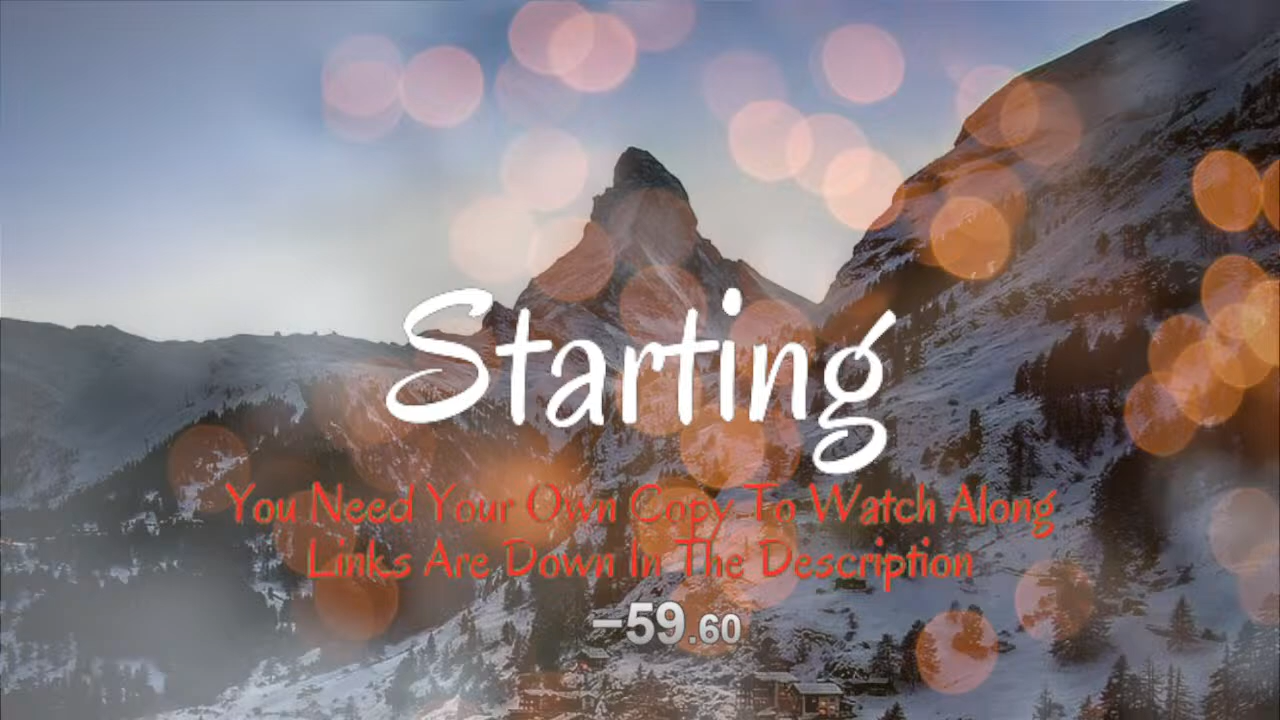 Starting
You Need Your Own Copy To Watch Along
Links Are Down In The Description
−59.60